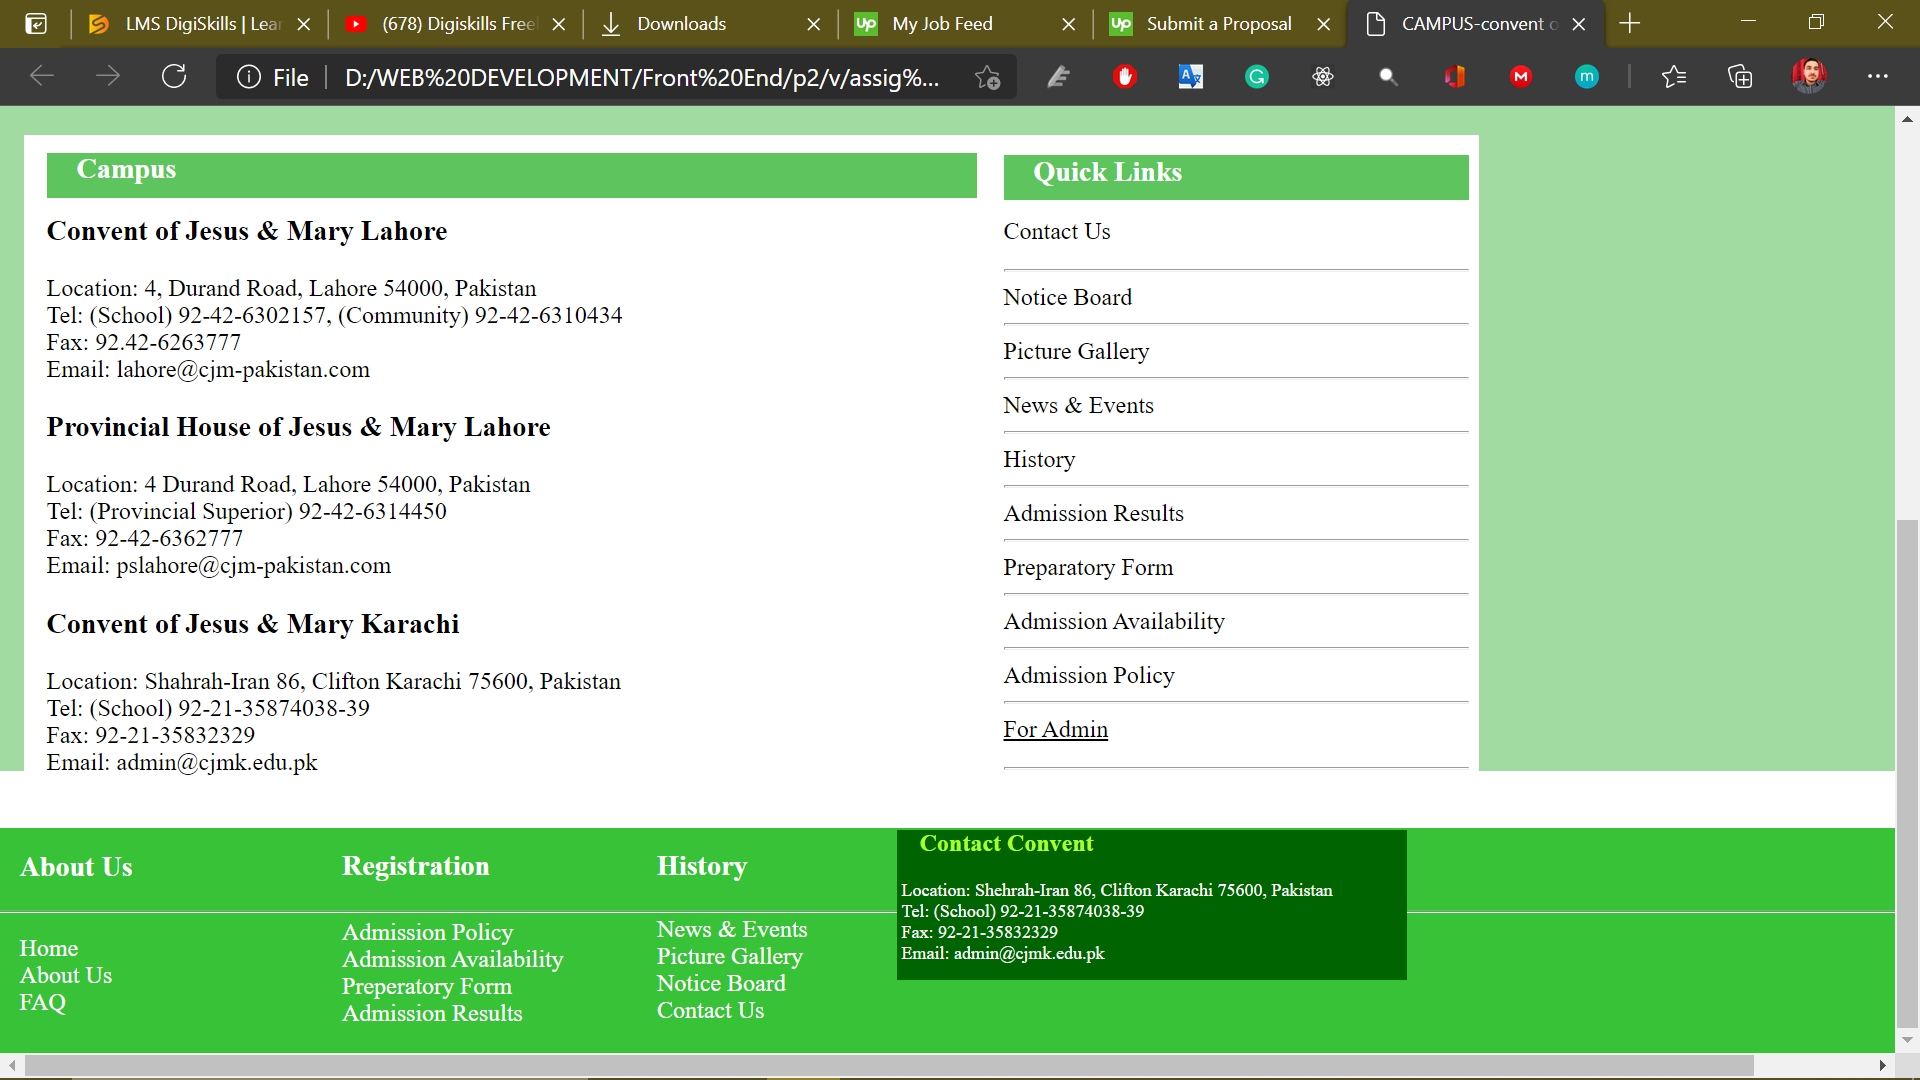 LMS DigiSkills | Lear
(678) Digiskills Free
Downloads
My Job Feed
Submit a Proposal
CAMPUS-convent o
File
D:/WEB%20DEVELOPMENT/Front%20End/p2/v/assig%...
Campus
Convent of Jesus & Mary Lahore
Location: 4, Durand Road, Lahore 54000, Pakistan
Tel: (School) 92-42-6302157, (Community) 92-42-6310434
Fax: 92.42-6263777
Email: lahore@cjm-pakistan.com
Provincial House of Jesus & Mary Lahore
Location: 4 Durand Road, Lahore 54000, Pakistan
Tel: (Provincial Superior) 92-42-6314450
Fax: 92-42-6362777
Email: pslahore@cjm-pakistan.com
Convent of Jesus & Mary Karachi
Location: Shahrah-Iran 86, Clifton Karachi 75600, Pakistan
Tel: (School) 92-21-35874038-39
Fax: 92-21-35832329
Email: admin@cjmk.edu.pk
Quick Links
Contact Us
Notice Board
Picture Gallery
News & Events
History
Admission Results
Preparatory Form
Admission Availability
Admission Policy
For Admin
About Us
Home
About Us
FAQ
Registration
Admission Policy
Admission Availability
Preperatory Form
Admission Results
History
News & Events
Picture Gallery
Notice Board
Contact Us
Contact Convent
Location: Shehrah-Iran 86, Clifton Karachi 75600, Pakistan
Tel: (School) 92-21-35874038-39
Fax: 92-21-35832329
Email: admin@cjmk.edu.pk